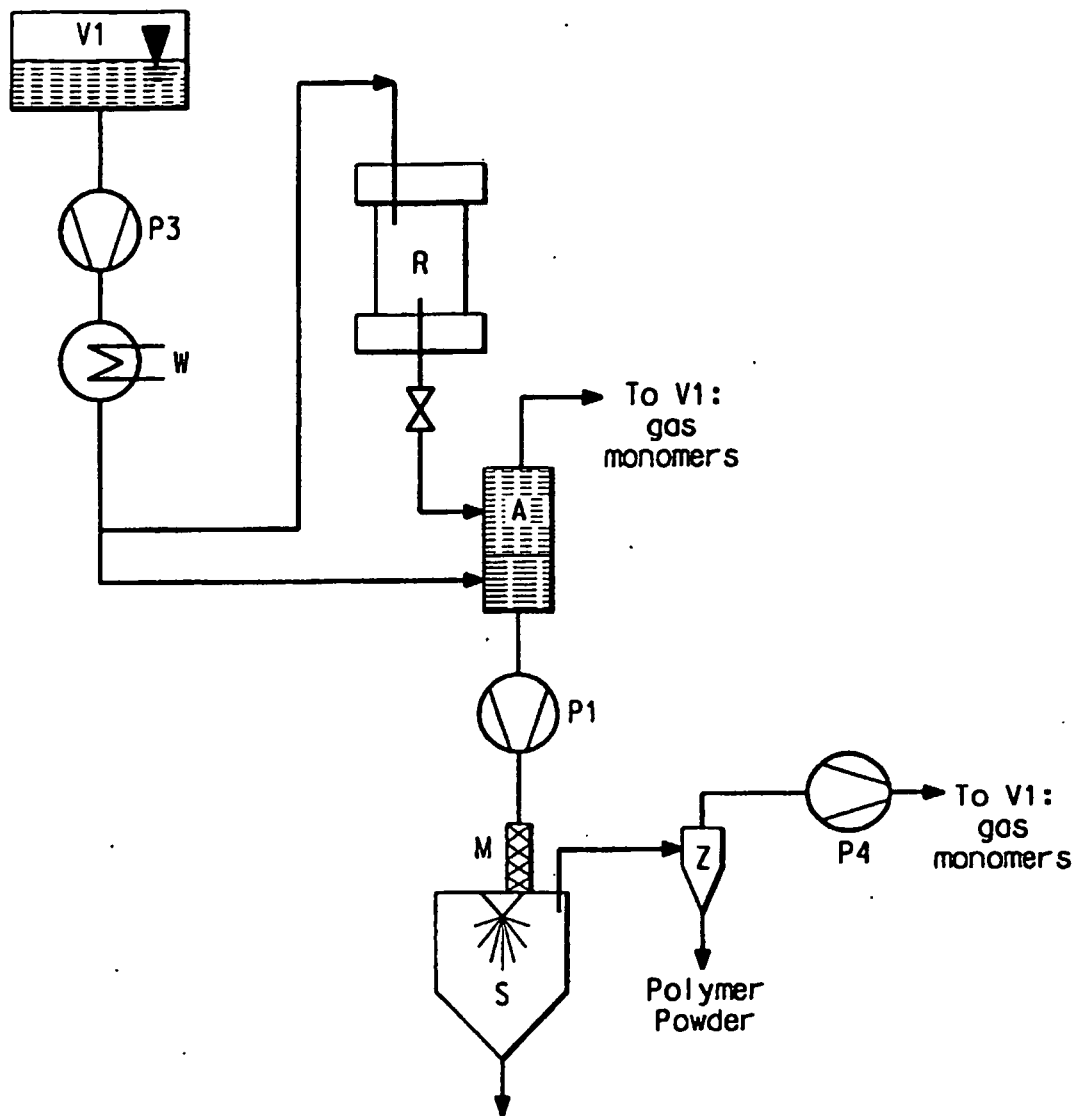 V1
P3
R
W
To V1:
gas
monomers
A
P1
To V1:
gas
monomers
M
Z
P4
S
Polymer
Powder